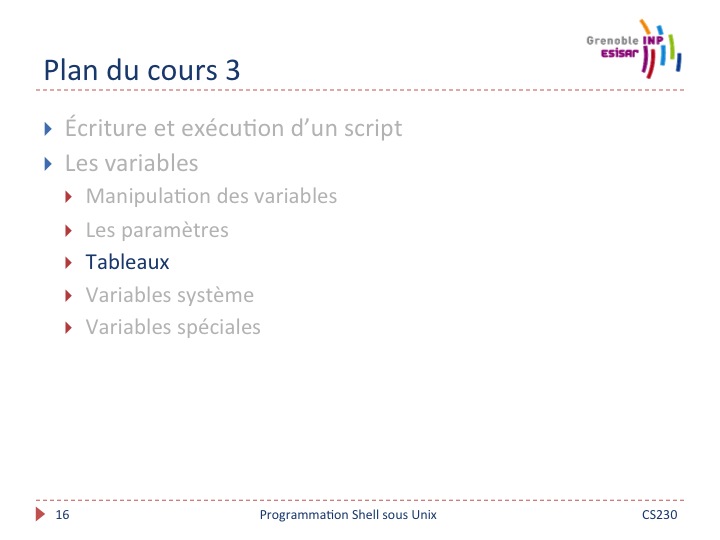 Grenoble INP
ESISAR
Plan du cours 3
Écriture et exécution d’un script
Les variables
Manipulation des variables
Les paramètres
Tableaux
Variables système
Variables spéciales
16 Programmation Shell sous Unix CS230